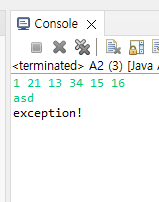 Console
<terminated> A2 (3) [Java A
1 21 13 34 15 16
asd
exception!